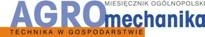 MIESIĘCZNIK OGÓLNOPOLSKI
AGROmechanika
TECHNIKA W GOSPODARSTWIE